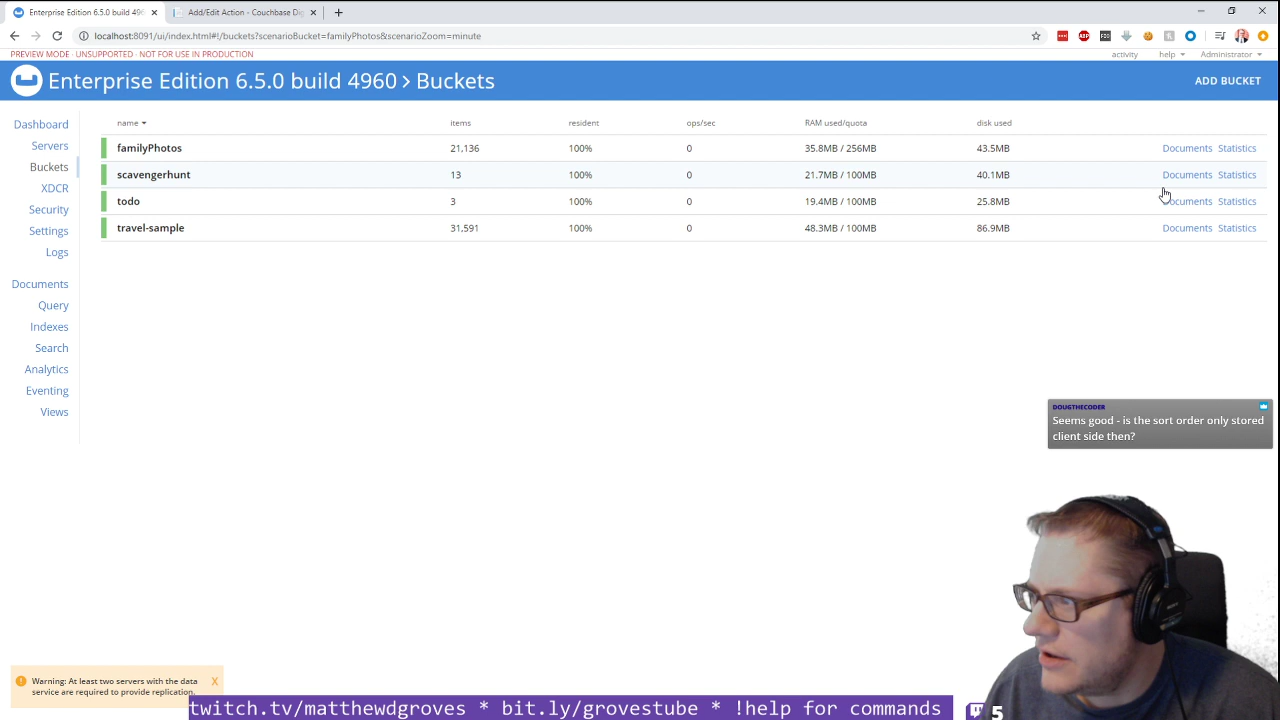 Enterprise Edition 6.5.0 build 496
Add/Edit Action - Couchbase Dig
localhost:8091/ui/index.html#!/buckets?scenarioBucket=familyPhotos&scenarioZoom=minute
PREVIEW MODE · UNSUPPORTED · NOT FOR USE IN PRODUCTION
activity help Administrator
Enterprise Edition 6.5.0 build 4960 > Buckets
ADD BUCKET
Dashboard
Servers
Buckets
XDCR
Security
Settings
Logs
Documents
Query
Indexes
Search
Analytics
Eventing
Views
name items resident ops/sec RAM used/quota disk used
familyPhotos 21,136 100% 0 35.8MB / 256MB 43.5MB Documents Statistics
scavengerhunt 13 100% 0 21.7MB / 100MB 40.1MB Documents Statistics
todo 3 100% 0 19.4MB / 100MB 25.8MB Documents Statistics
travel-sample 31,591 100% 0 48.3MB / 100MB 86.9MB Documents Statistics
DOUGTHECODER
Seems good - is the sort order only stored
client side then?
Warning: At least two servers with the data
service are required to provide replication.
X
twitch.tv/matthewdgroves * bit.ly/grovestube * !help for commands
5